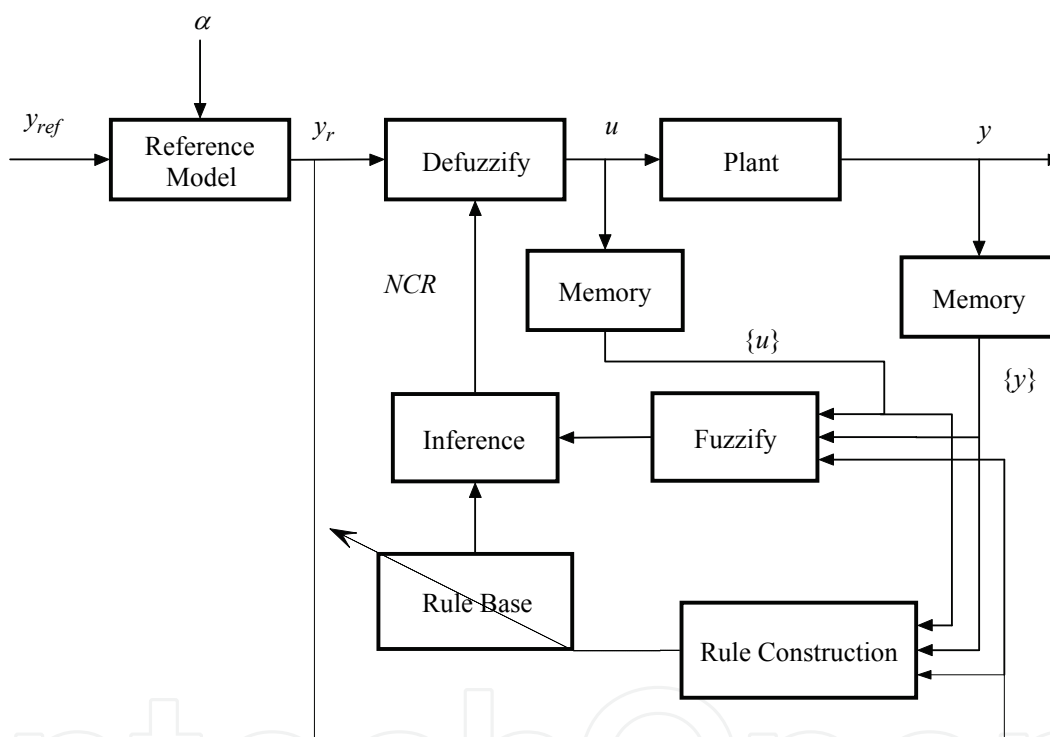 α
y_ref
Reference
Model
y_r
Defuzzify
u
Plant
y
NCR
Memory
Memory
{u}
{y}
Inference
Fuzzify
Rule Base
Rule Construction